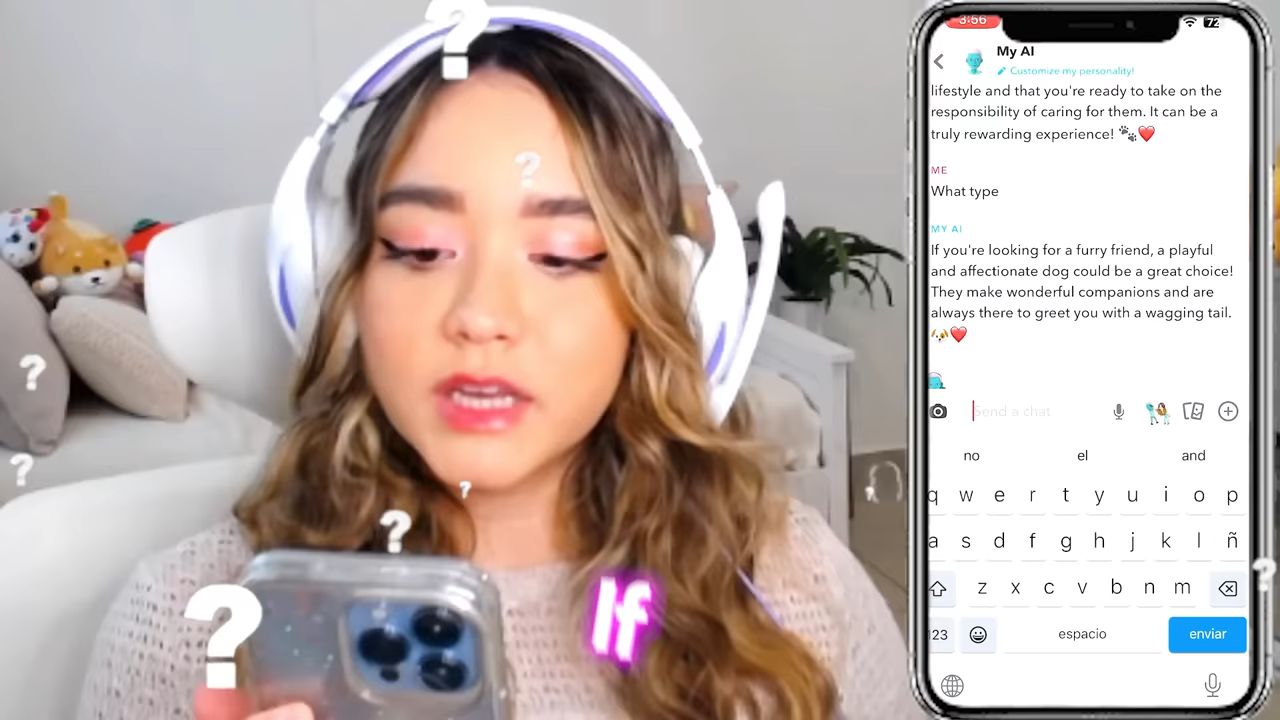 ?
?
?
?
?
?
?
If
3:56
72
My AI
Customize my personality!
lifestyle and that you're ready to take on the
responsibility of caring for them. It can be a
truly rewarding experience! 🐾❤️
ME
What type
MY AI
If you're looking for a furry friend, a playful
and affectionate dog could be a great choice!
They make wonderful companions and are
always there to greet you with a wagging tail.
🐶❤️
Send a chat
no el and
q w e r t y u i o p
a s d f g h j k l ñ
z x c v b n m
123 espacio enviar
?